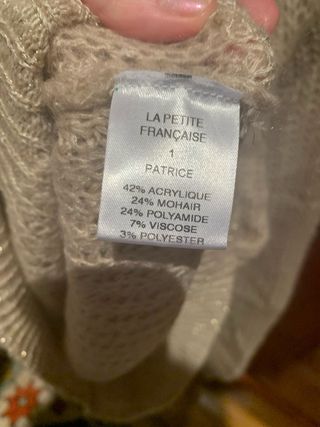 LA PETITE
FRANÇAISE
1
PATRICE
42% ACRYLIQUE
24% MOHAIR
24% POLYAMIDE
7% VISCOSE
3% POLYESTER